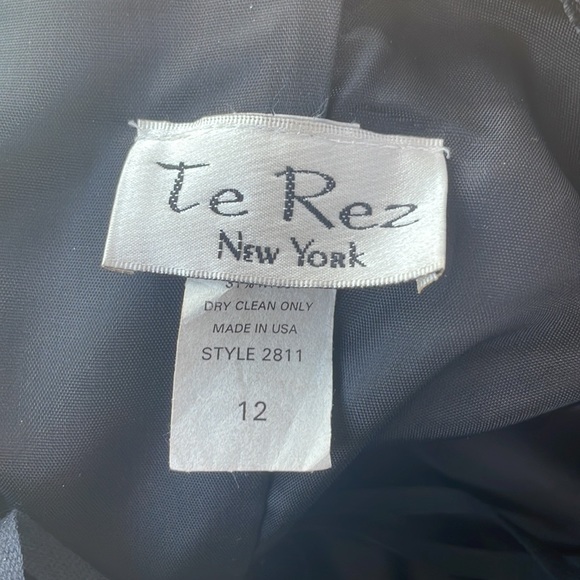 Te Rez
New York
DRY CLEAN ONLY
MADE IN USA
STYLE 2811
12